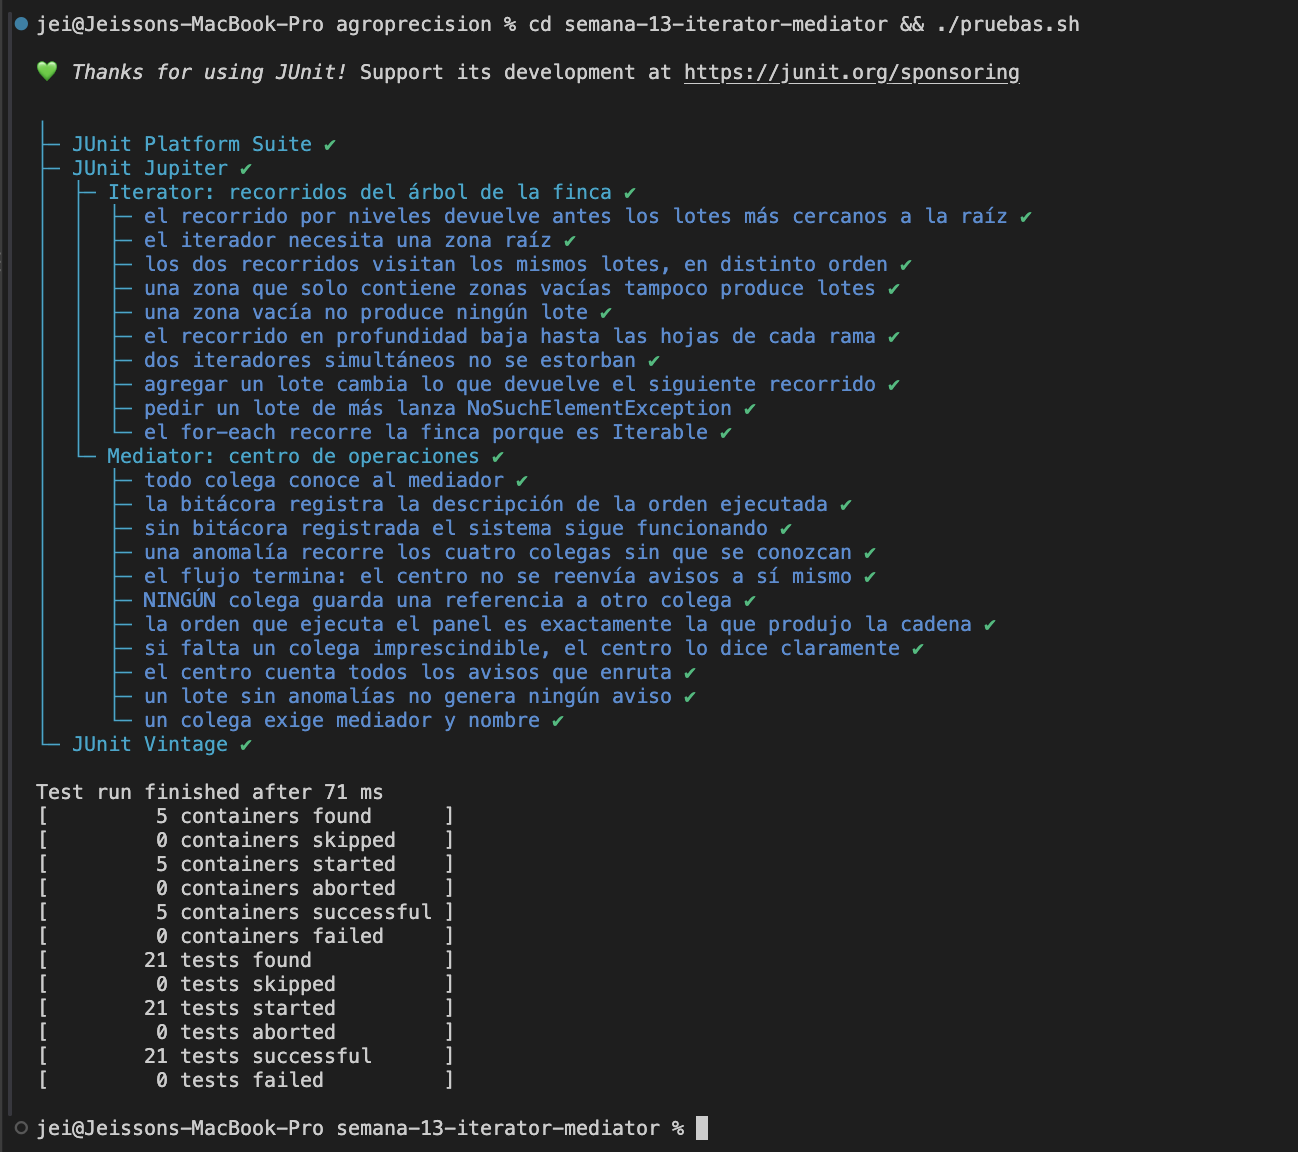 jei@Jeissons-MacBook-Pro agroprecision % cd semana-13-iterator-mediator && ./pruebas.sh
💚 Thanks for using JUnit! Support its development at https://junit.org/sponsoring
├─ JUnit Platform Suite ✔
├─ JUnit Jupiter ✔
│  ├─ Iterator: recorridos del árbol de la finca ✔
│  │  ├─ el recorrido por niveles devuelve antes los lotes más cercanos a la raíz ✔
│  │  ├─ el iterador necesita una zona raíz ✔
│  │  ├─ los dos recorridos visitan los mismos lotes, en distinto orden ✔
│  │  ├─ una zona que solo contiene zonas vacías tampoco produce lotes ✔
│  │  ├─ una zona vacía no produce ningún lote ✔
│  │  ├─ el recorrido en profundidad baja hasta las hojas de cada rama ✔
│  │  ├─ dos iteradores simultáneos no se estorban ✔
│  │  ├─ agregar un lote cambia lo que devuelve el siguiente recorrido ✔
│  │  ├─ pedir un lote de más lanza NoSuchElementException ✔
│  │  └─ el for-each recorre la finca porque es Iterable ✔
│  └─ Mediator: centro de operaciones ✔
│     ├─ todo colega conoce al mediador ✔
│     ├─ la bitácora registra la descripción de la orden ejecutada ✔
│     ├─ sin bitácora registrada el sistema sigue funcionando ✔
│     ├─ una anomalía recorre los cuatro colegas sin que se conozcan ✔
│     ├─ el flujo termina: el centro no se reenvía avisos a sí mismo ✔
│     ├─ NINGÚN colega guarda una referencia a otro colega ✔
│     ├─ la orden que ejecuta el panel es exactamente la que produjo la cadena ✔
│     ├─ si falta un colega imprescindible, el centro lo dice claramente ✔
│     ├─ el centro cuenta todos los avisos que enruta ✔
│     ├─ un lote sin anomalías no genera ningún aviso ✔
│     └─ un colega exige mediador y nombre ✔
└─ JUnit Vintage ✔
Test run finished after 71 ms
[         5 containers found      ]
[         0 containers skipped    ]
[         5 containers started    ]
[         0 containers aborted    ]
[         5 containers successful ]
[         0 containers failed     ]
[        21 tests found           ]
[         0 tests skipped         ]
[        21 tests started         ]
[         0 tests aborted         ]
[        21 tests successful      ]
[         0 tests failed          ]
jei@Jeissons-MacBook-Pro semana-13-iterator-mediator %